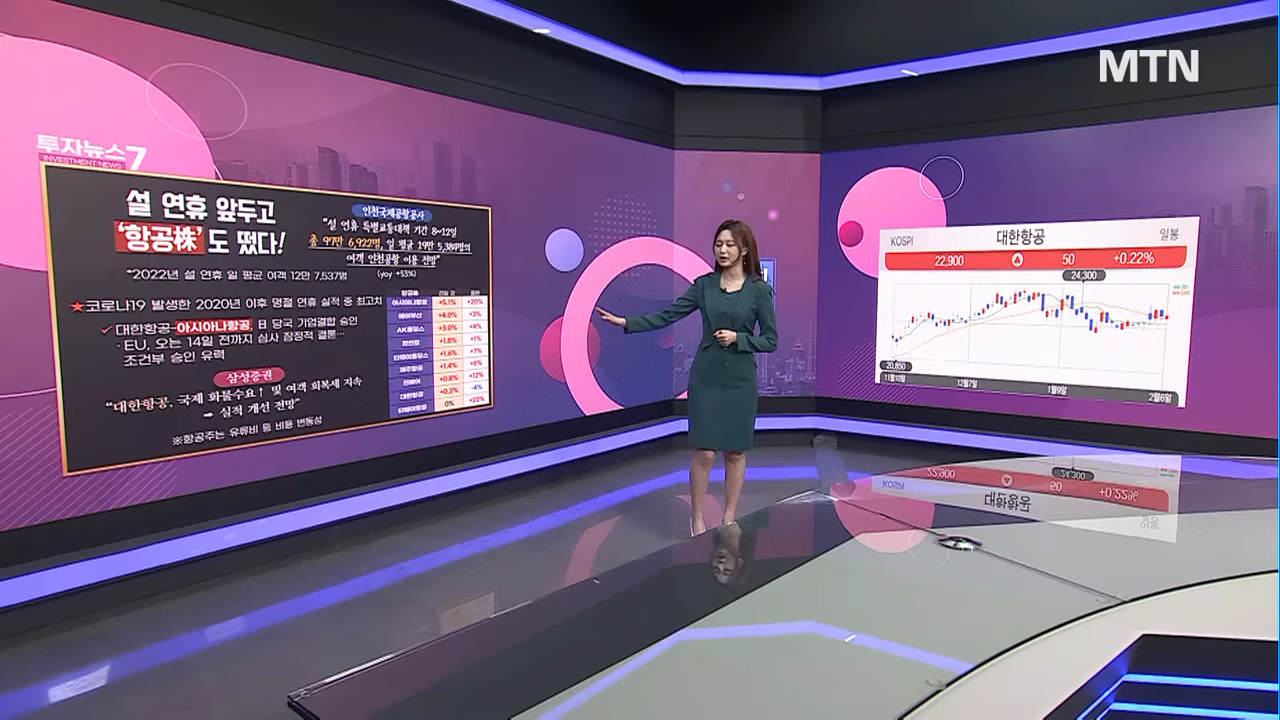 MTN
투자뉴스7
INVESTMENT NEWS
설 연휴 앞두고
'항공株'도 떴다!
인천국제공항공사
"설 연휴 특별교통대책 기간 8~12일
총 97만 6,922명, 일 평균 19만 5,384명의
여객 인천공항 이용 전망"
(yoy +53%)
*2022년 설 연휴 일 평균 여객 12만 7,537명
★코로나19 발생한 2020년 이후 명절 연휴 실적 중 최고치
✓대한항공-아시아나항공, 日 당국 기업결합 승인
·EU, 오는 14일 전까지 심사 잠정적 결론…
조건부 승인 유력
삼성증권
"대한항공, 국제 화물수요↑ 및 여객 회복세 지속
➡ 실적 개선 전망"
※항공주는 유류비 등 비용 변동성
항공株
아시아나항공 +5.1% +20%
에어부산 +4.0% +3%
AK홀딩스 +3.0% +4%
한진칼 +1.8% +1%
티웨이홀딩스 +1.6% +7%
제주항공 +1.4% +6%
진에어 +0.8% +12%
대한항공 +0.2% -4%
티웨이항공 0% +22%
KOSPI 대한항공 일봉
22,900 ▲ 50 +0.22%
24,300
20,850
11월10일 12월7일 1월9일 2월6일